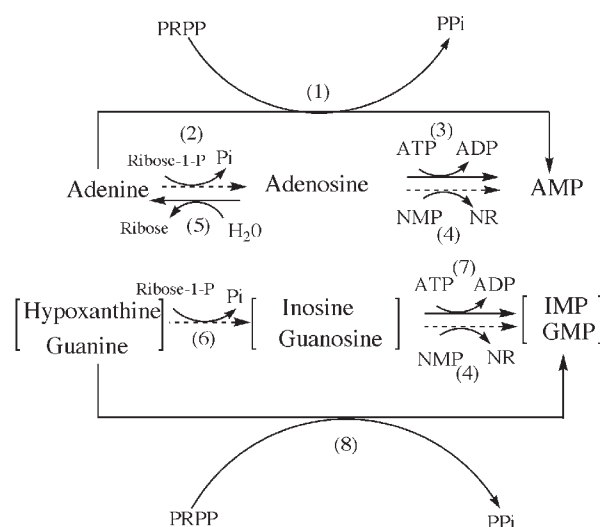 PRPP PPi
(1)
(2) (3)
Ribose-1-P Pi ATP ADP
Adenine Adenosine AMP
Ribose (5) H20 NMP (4) NR
(7)
Ribose-1-P Pi ATP ADP
[Hypoxanthine Inosine IMP
Guanine] (6) [Guanosine] [GMP]
NMP (4) NR
(8)
PRPP PPi